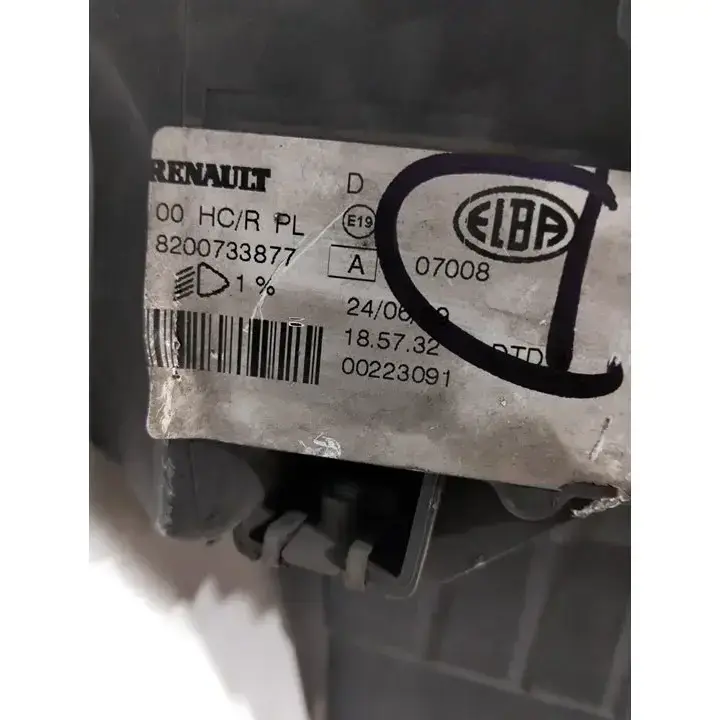 RENAULT D
ELBA
00 HC/R PL E19
8200733877 A 07008
1 %
18.57.32
00223091